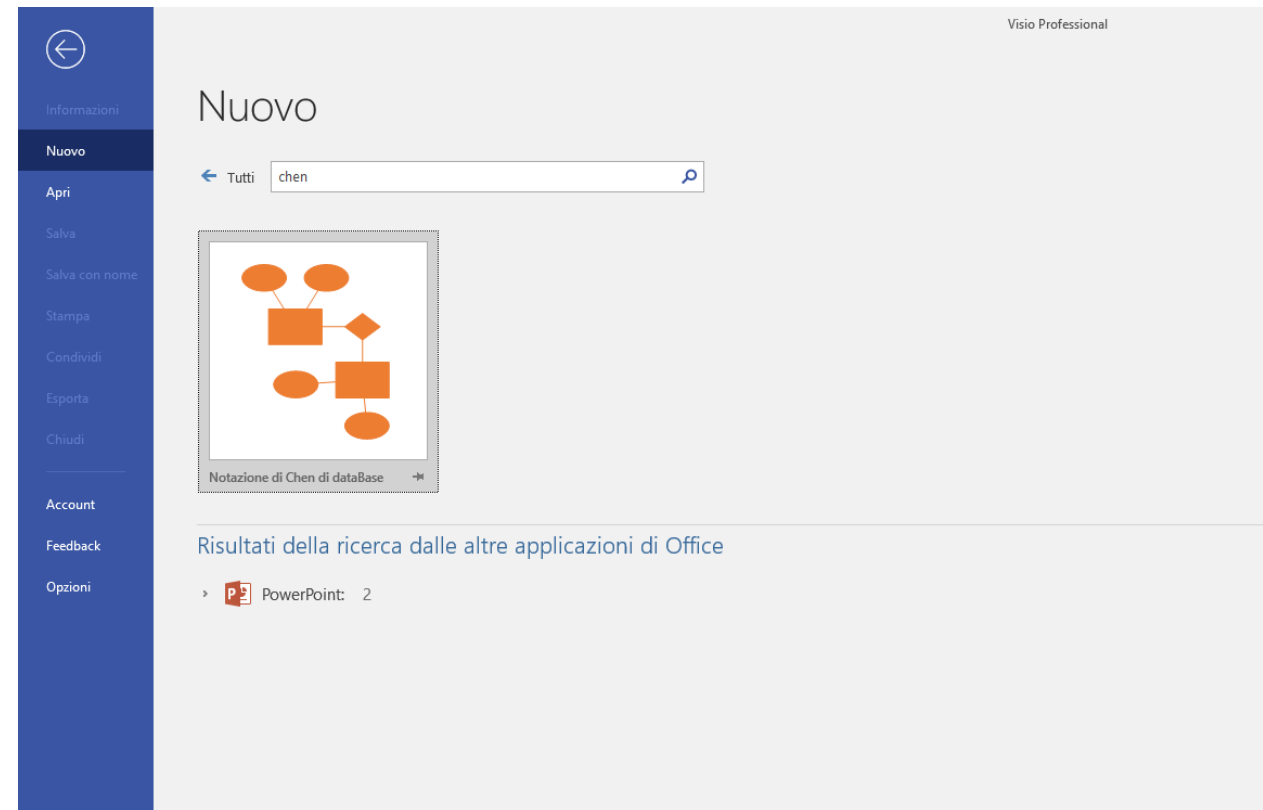 Visio Professional
Informazioni
Nuovo
Apri
Salva
Salva con nome
Stampa
Condividi
Esporta
Chiudi
Account
Feedback
Opzioni
Nuovo
Tutti
chen
Notazione di Chen di dataBase
Risultati della ricerca dalle altre applicazioni di Office
PowerPoint: 2